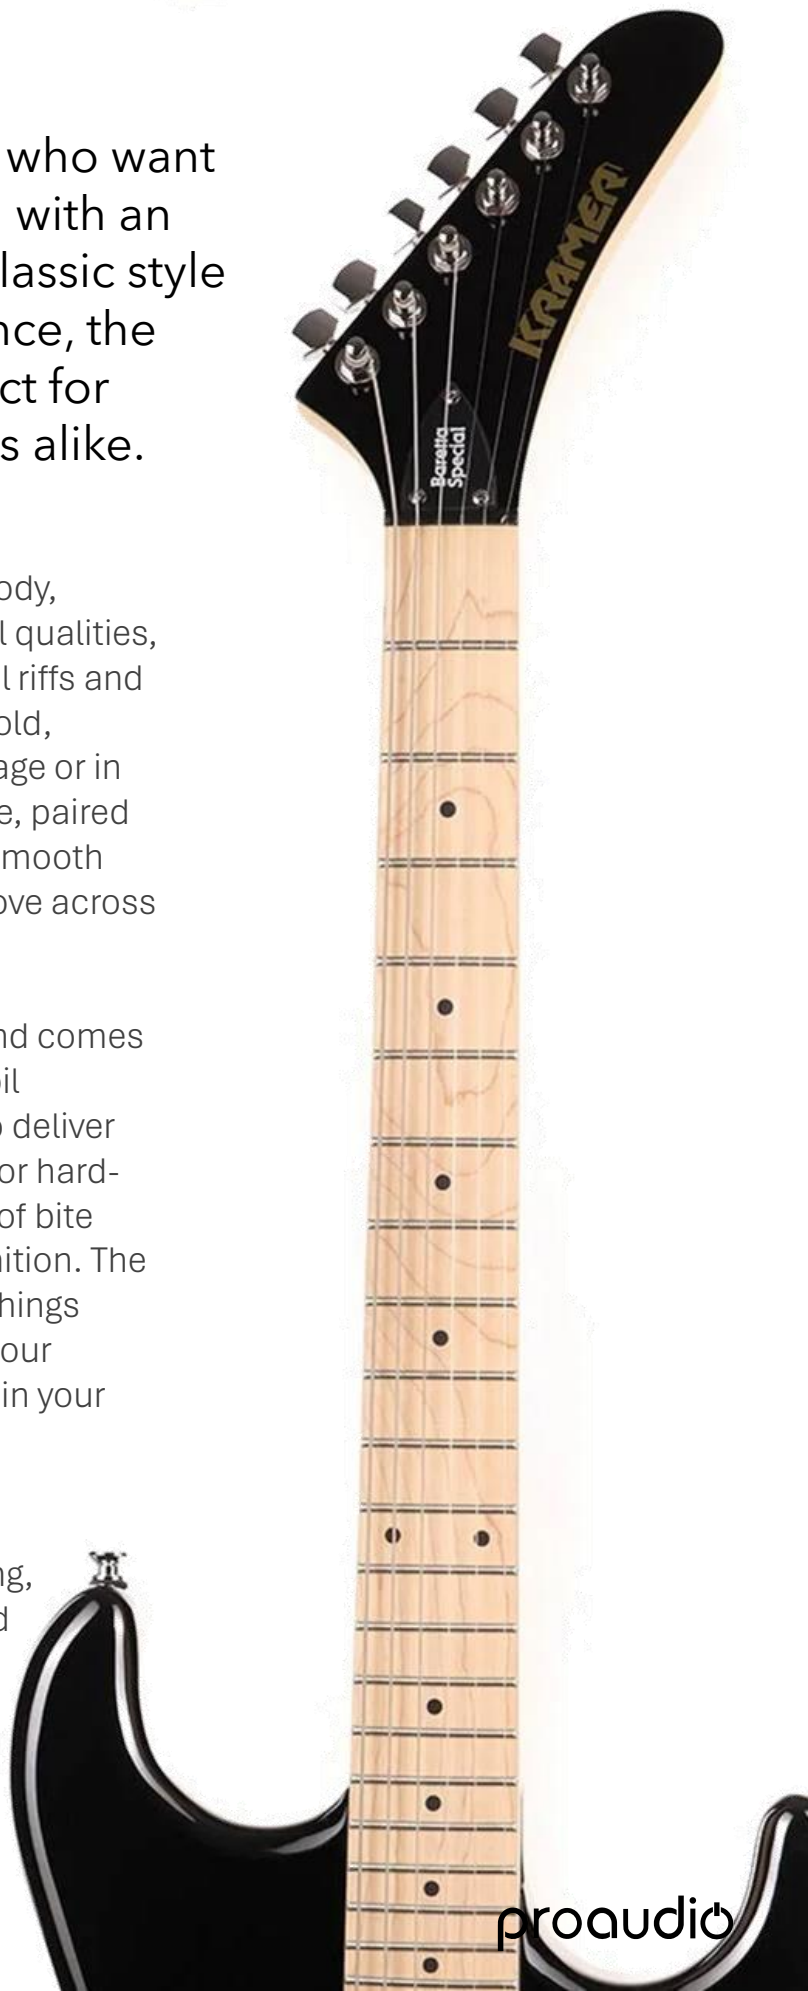 who want
with an
lassic style
nce, the
ct for
s alike.
KRAMER
Baretta
Special
ody,
l qualities,
l riffs and
old,
age or in
e, paired
mooth
ove across
nd comes
oil
o deliver
or hard-
of bite
nition. The
hings
our
in your
ng,
d
proaudio